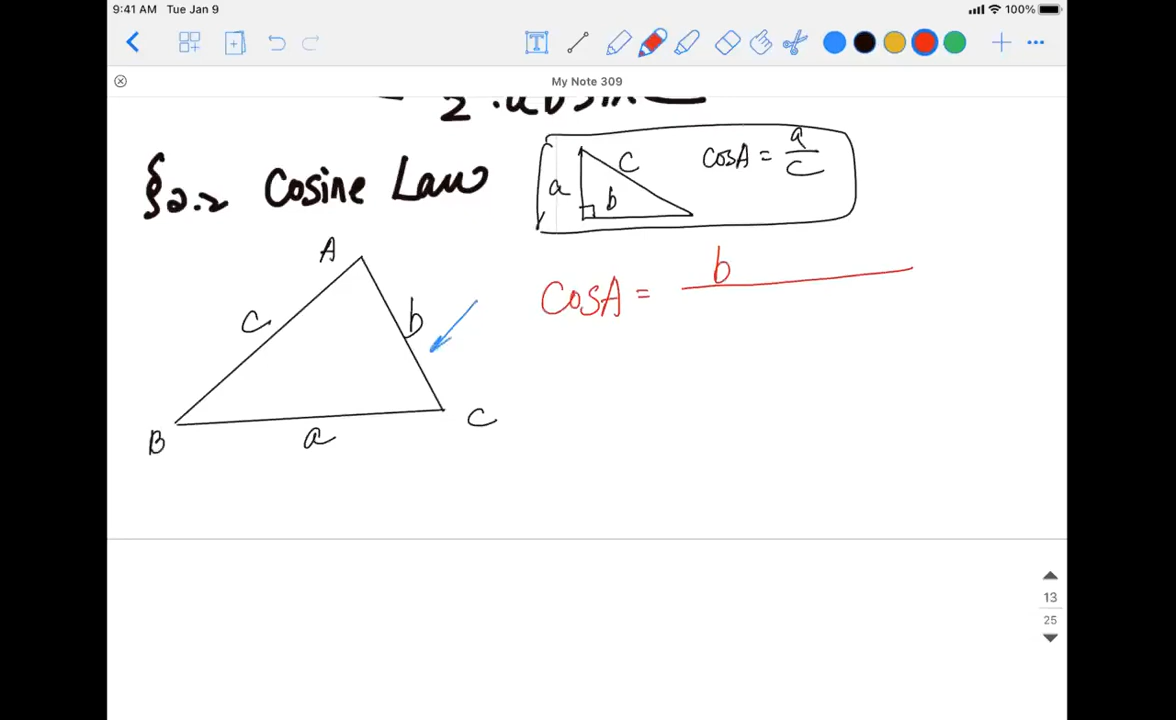 9:41 AM Tue Jan 9
100%
My Note 309
§2.2 Cosine Law
a
b
c
cosA = a/c
A
c
b
B
a
C
CosA = b
13
25